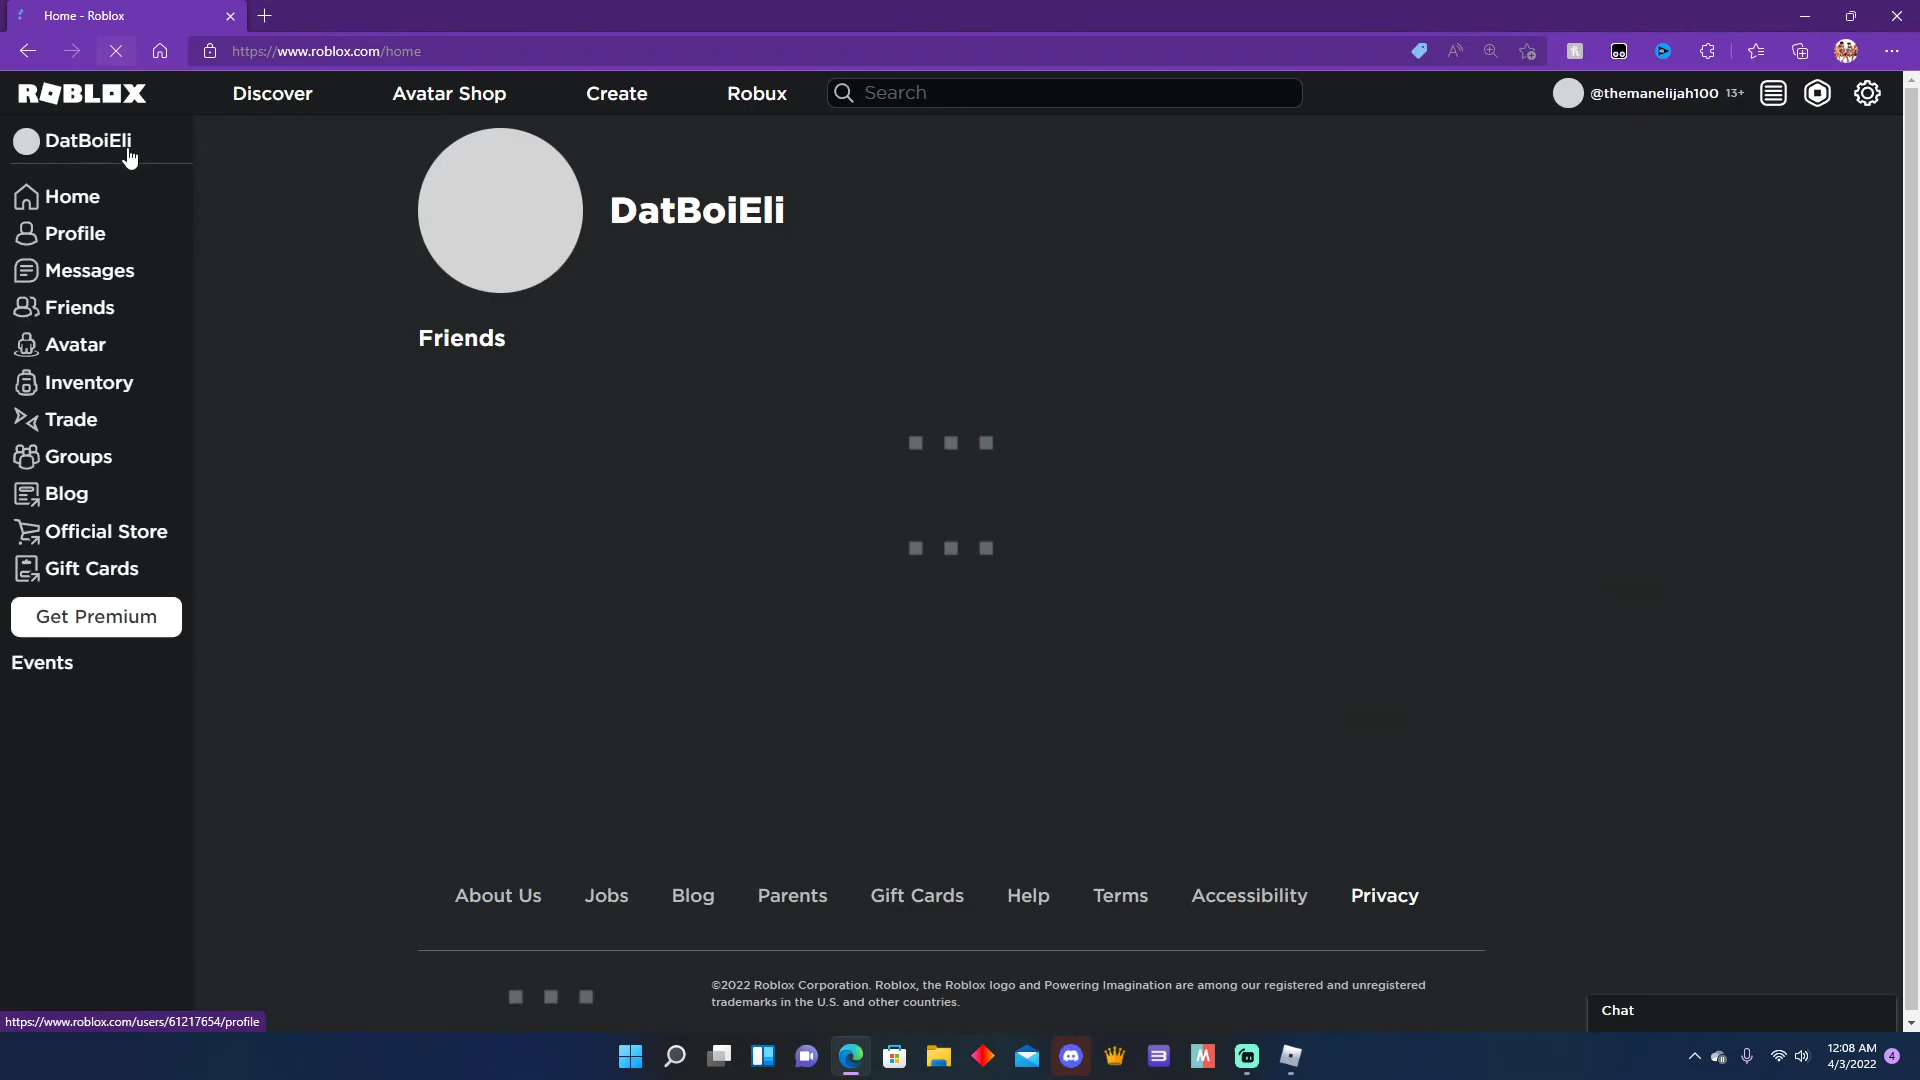 Home - Roblox
https://www.roblox.com/home
ROBLOX
Discover
Avatar Shop
Create
Robux
Search
@themanelijah100 13+
DatBoiEli
Home
Profile
Messages
Friends
Avatar
Inventory
Trade
Groups
Blog
Official Store
Gift Cards
Get Premium
Events
DatBoiEli
Friends
About Us
Jobs
Blog
Parents
Gift Cards
Help
Terms
Accessibility
Privacy
©2022 Roblox Corporation. Roblox, the Roblox logo and Powering Imagination are among our registered and unregistered
trademarks in the U.S. and other countries.
Chat
https://www.roblox.com/users/61217654/profile
12:08 AM
4/3/2022
4